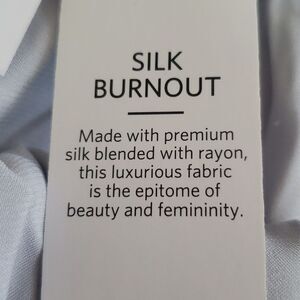 SILK
BURNOUT
Made with premium
silk blended with rayon,
this luxurious fabric
is the epitome of
beauty and femininity.